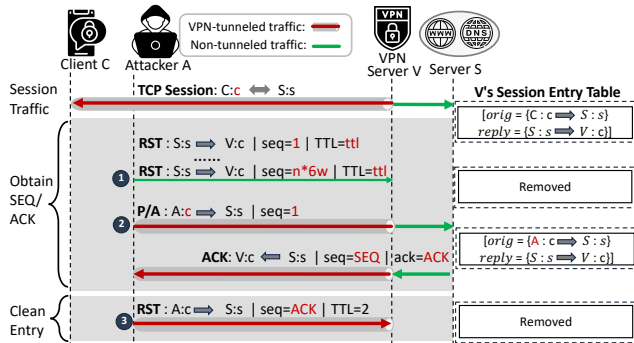 VPN-tunneled traffic:
Non-tunneled traffic:
WWW
DNS
Client C
Attacker A
VPN
Server V
Server S
Session
Traffic
TCP Session: C:c ⟺ S:s
V's Session Entry Table
[orig = {C : c ⇒ S : s}
reply = {S : s ⇒ V : c}]
Obtain
SEQ/
ACK
RST : S:s ⇒ V:c | seq=1 | TTL=ttl
......
1 RST : S:s ⇒ V:c | seq=n*6w | TTL=ttl
Removed
2 P/A : A:c ⇒ S:s | seq=1
ACK: V:c ⇐ S:s | seq=SEQ | ack=ACK
[orig = {A : c ⇒ S : s}
reply = {S : s ⇒ V : c}]
Clean
Entry
3 RST : A:c ⇒ S:s | seq=ACK | TTL=2
Removed